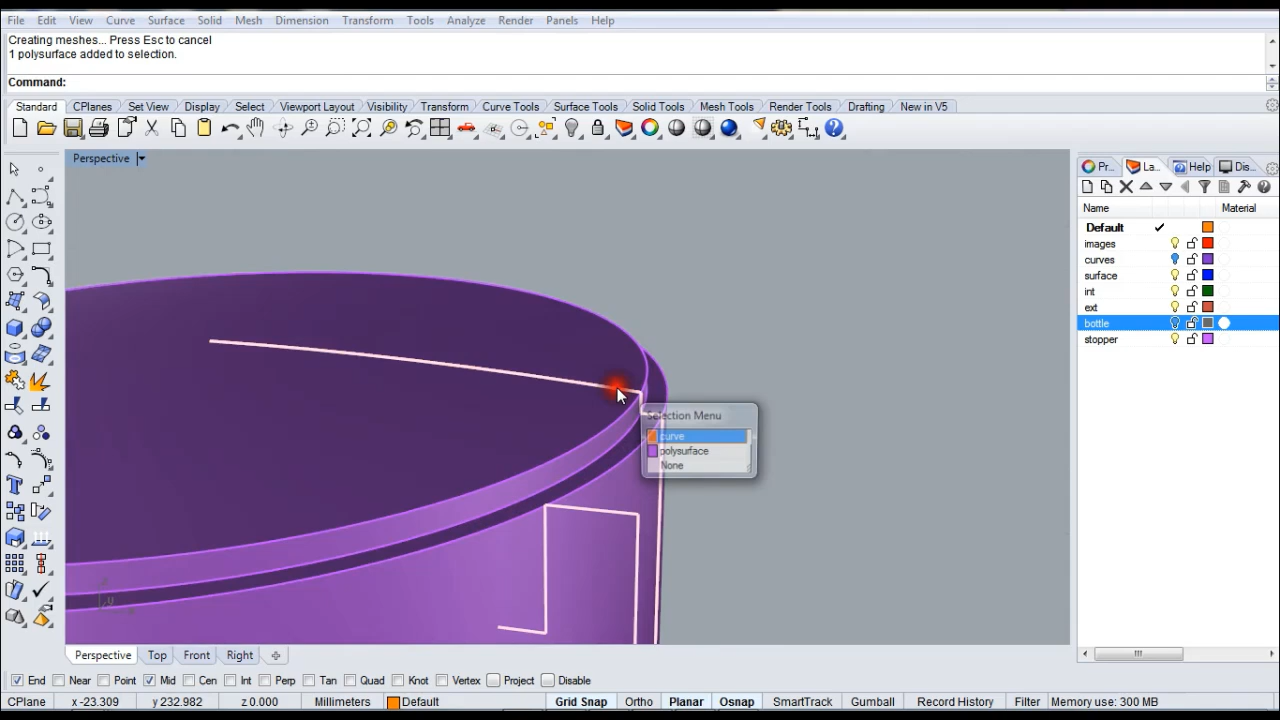 File Edit View Curve Surface Solid Mesh Dimension Transform Tools Analyze Render Panels Help
Creating meshes... Press Esc to cancel
1 polysurface added to selection.
Command:
Standard CPlanes Set View Display Select Viewport Layout Visibility Transform Curve Tools Surface Tools Solid Tools Mesh Tools Render Tools Drafting New in V5
Perspective
Pr... La... Help Dis...
Name Material
Default
images
curves
surface
int
ext
bottle
stopper
Selection Menu
curve
polysurface
None
Perspective Top Front Right
End Near Point Mid Cen Int Perp Tan Quad Knot Vertex Project Disable
CPlane x -23.309 y 232.982 z 0.000 Millimeters Default Grid Snap Ortho Planar Osnap SmartTrack Gumball Record History Filter Memory use: 300 MB